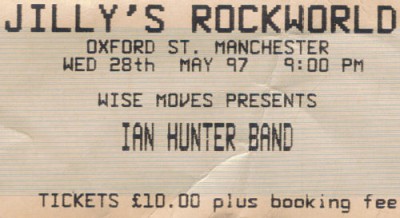 JILLY'S ROCKWORLD
OXFORD ST. MANCHESTER
WED 28th MAY 97 9:00 PM
WISE MOVES PRESENTS
IAN HUNTER BAND
TICKETS £10.00 plus booking fee